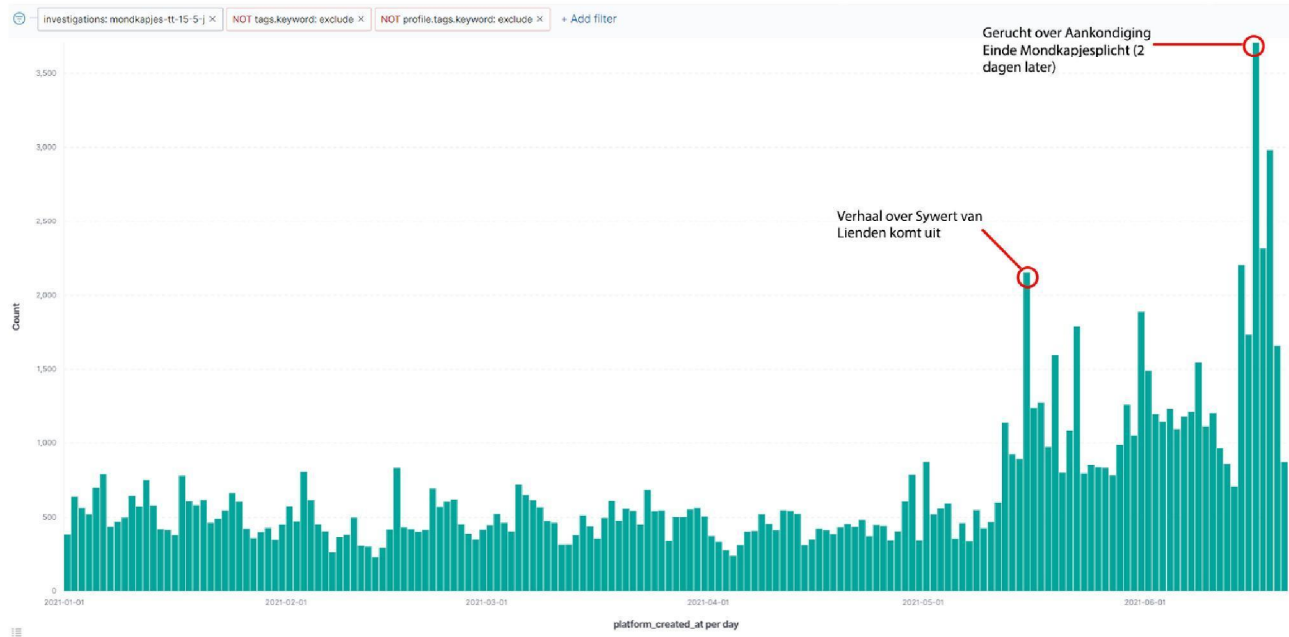 investigations: mondkapjes-tt-15-5-j ×
NOT tags.keyword: exclude ×
NOT profile.tags.keyword: exclude ×
+ Add filter
Gerucht over Aankondiging
Einde Mondkapjesplicht (2
dagen later)
Verhaal over Sywert van
Lienden komt uit
Count
3,500
3,000
2,500
2,000
1,500
1,000
500
0
2021-01-01
2021-02-01
2021-03-01
2021-04-01
2021-05-01
2021-06-01
platform_created_at per day